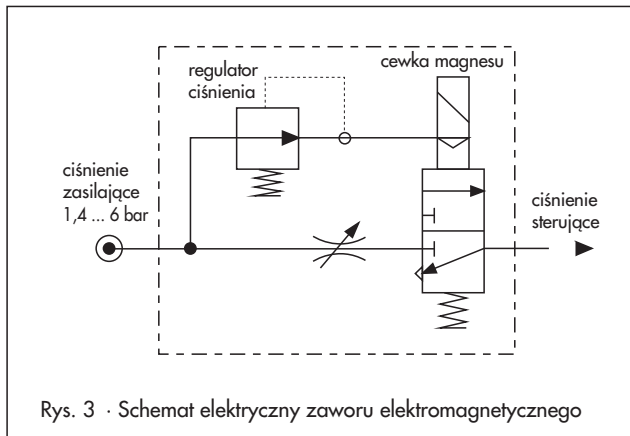 regulator
ciśnienia
cewka magnesu
ciśnienie
zasilające
1,4 ... 6 bar
ciśnienie
sterujące
Rys. 3 · Schemat elektryczny zaworu elektromagnetycznego